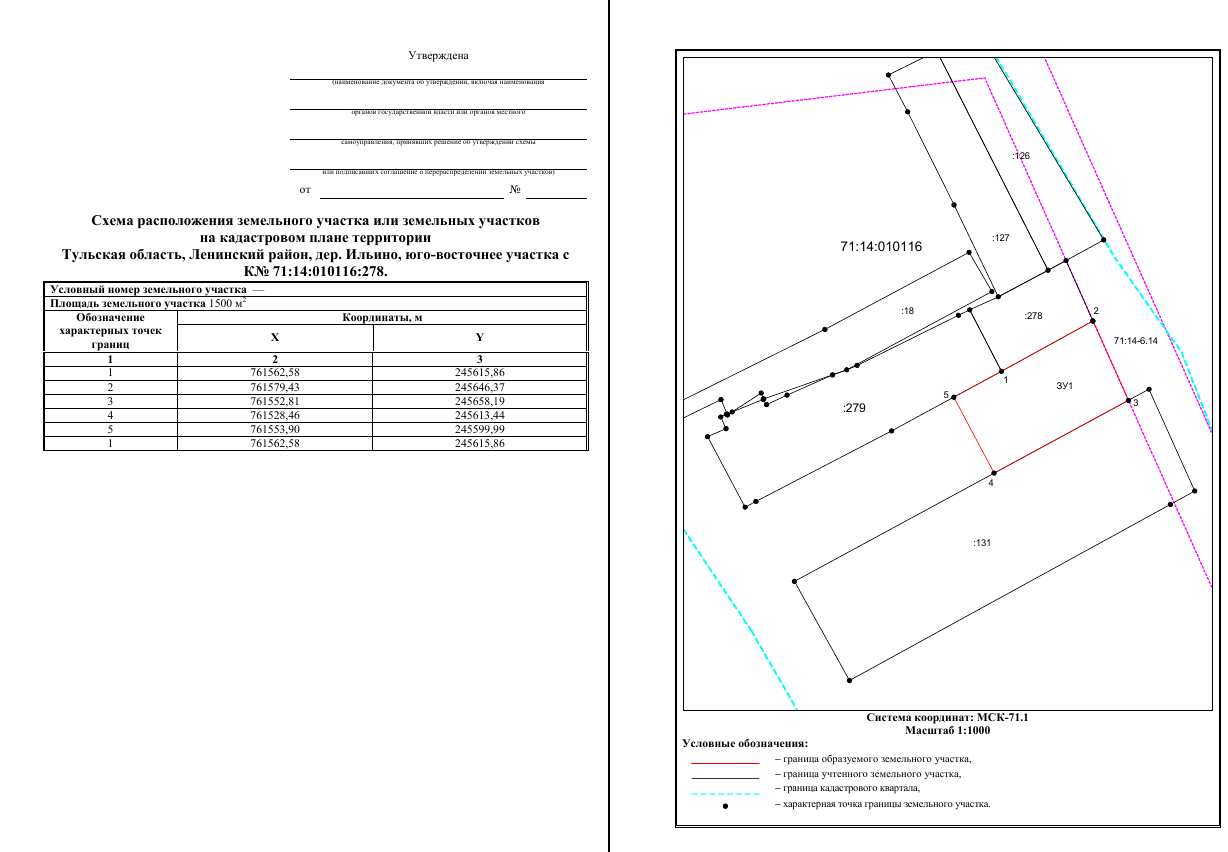 Утверждена
(наименование документа об утверждении, включая наименования
органов государственной власти или органов местного
самоуправления, принявших решение об утверждении схемы
или подписавших соглашение о перераспределении земельных участков)
от №
Схема расположения земельного участка или земельных участков
на кадастровом плане территории
Тульская область, Ленинский район, дер. Ильино, юго-восточнее участка с
К№ 71:14:010116:278.
Условный номер земельного участка —
Площадь земельного участка 1500 м²
Обозначение характерных точек границ
Координаты, м
X Y
1 2 3
1 761562,58 245615,86
2 761579,43 245646,37
3 761552,81 245658,19
4 761528,46 245613,44
5 761553,90 245599,99
1 761562,58 245615,86
:126
:127
71:14:010116
:18
:278
2
71:14-6.14
1
ЗУ1
5
:279
3
4
:131
Система координат: МСК-71.1
Масштаб 1:1000
Условные обозначения:
– граница образуемого земельного участка,
– граница учтенного земельного участка,
– граница кадастрового квартала,
– характерная точка границы земельного участка.